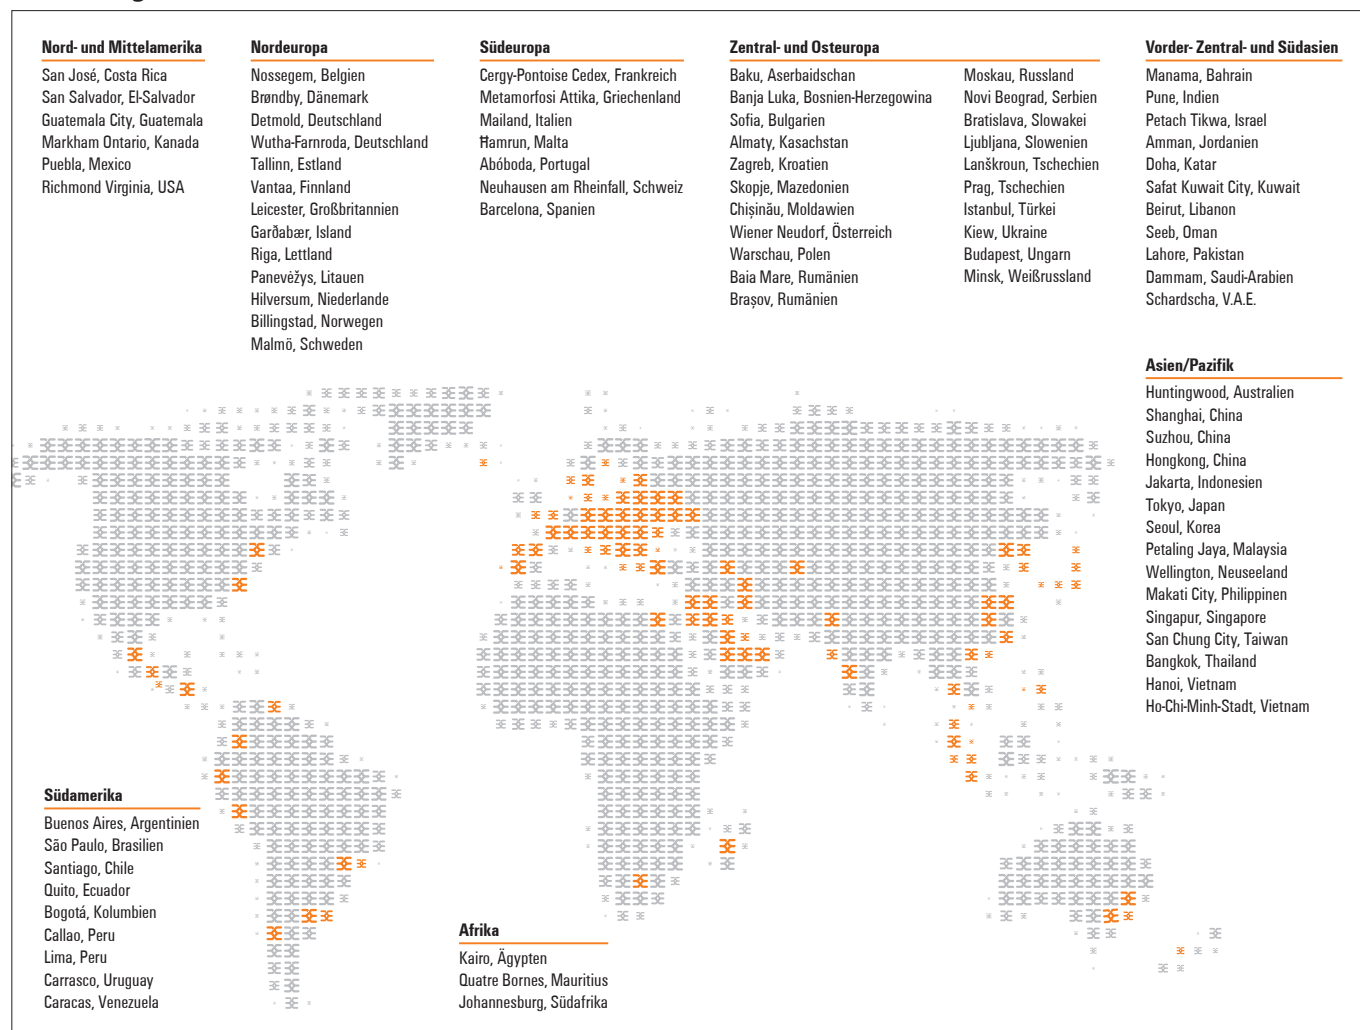 Nord- und Mittelamerika
San José, Costa Rica
San Salvador, El-Salvador
Guatemala City, Guatemala
Markham Ontario, Kanada
Puebla, Mexico
Richmond Virginia, USA
Nordeuropa
Nossegem, Belgien
Brøndby, Dänemark
Detmold, Deutschland
Wutha-Farnroda, Deutschland
Tallinn, Estland
Vantaa, Finnland
Leicester, Großbritannien
Garðabær, Island
Riga, Lettland
Panevėžys, Litauen
Hilversum, Niederlande
Billingstad, Norwegen
Malmö, Schweden
Südeuropa
Cergy-Pontoise Cedex, Frankreich
Metamorfosi Attika, Griechenland
Mailand, Italien
Ħamrun, Malta
Abóboda, Portugal
Neuhausen am Rheinfall, Schweiz
Barcelona, Spanien
Zentral- und Osteuropa
Baku, Aserbaidschan
Banja Luka, Bosnien-Herzegowina
Sofia, Bulgarien
Almaty, Kasachstan
Zagreb, Kroatien
Skopje, Mazedonien
Chișinău, Moldawien
Wiener Neudorf, Österreich
Warschau, Polen
Baia Mare, Rumänien
Brașov, Rumänien
Moskau, Russland
Novi Beograd, Serbien
Bratislava, Slowakei
Ljubljana, Slowenien
Lanškroun, Tschechien
Prag, Tschechien
Istanbul, Türkei
Kiew, Ukraine
Budapest, Ungarn
Minsk, Weißrussland
Vorder- Zentral- und Südasien
Manama, Bahrain
Pune, Indien
Petach Tikwa, Israel
Amman, Jordanien
Doha, Katar
Safat Kuwait City, Kuwait
Beirut, Libanon
Seeb, Oman
Lahore, Pakistan
Dammam, Saudi-Arabien
Schardscha, V.A.E.
Asien/Pazifik
Huntingwood, Australien
Shanghai, China
Suzhou, China
Hongkong, China
Jakarta, Indonesien
Tokyo, Japan
Seoul, Korea
Petaling Jaya, Malaysia
Wellington, Neuseeland
Makati City, Philippinen
Singapur, Singapore
San Chung City, Taiwan
Bangkok, Thailand
Hanoi, Vietnam
Ho-Chi-Minh-Stadt, Vietnam
Südamerika
Buenos Aires, Argentinien
São Paulo, Brasilien
Santiago, Chile
Quito, Ecuador
Bogotá, Kolumbien
Callao, Peru
Lima, Peru
Carrasco, Uruguay
Caracas, Venezuela
Afrika
Kairo, Ägypten
Quatre Bornes, Mauritius
Johannesburg, Südafrika